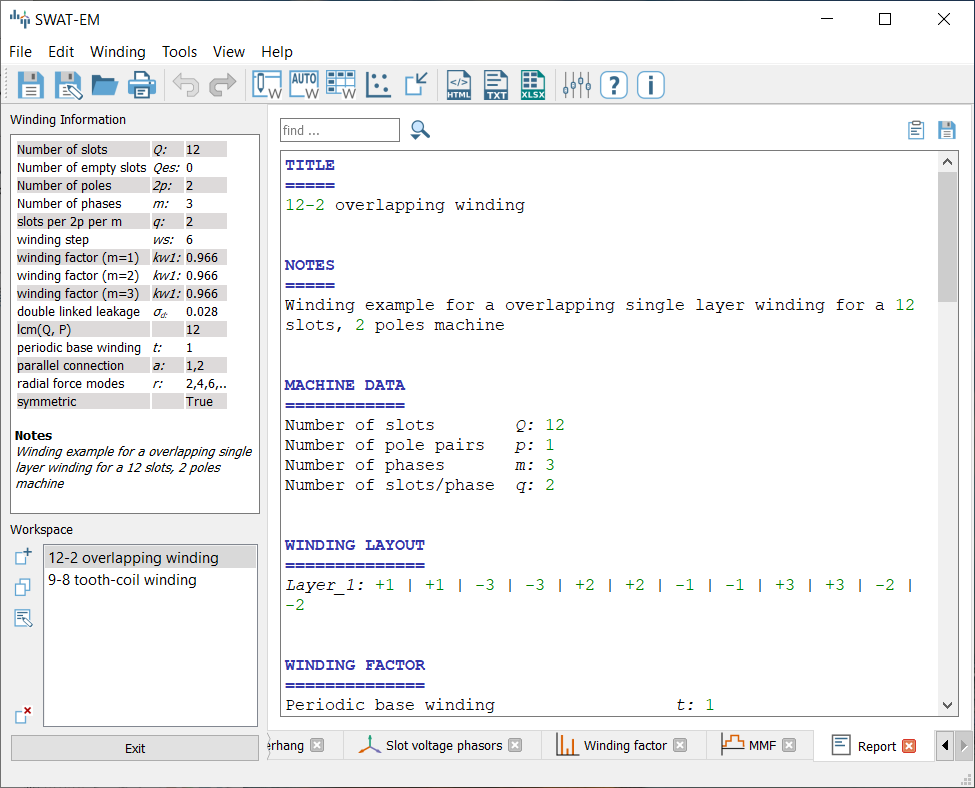 SWAT-EM
File Edit Winding Tools View Help
W AUTO W W </> HTML TXT XLSX ? i
Winding Information
Number of slots Q: 12
Number of empty slots Qes: 0
Number of poles 2p: 2
Number of phases m: 3
slots per 2p per m q: 2
winding step ws: 6
winding factor (m=1) kw1: 0.966
winding factor (m=2) kw1: 0.966
winding factor (m=3) kw1: 0.966
double linked leakage σd: 0.028
lcm(Q, P) 12
periodic base winding t: 1
parallel connection a: 1,2
radial force modes r: 2,4,6,..
symmetric True
Notes
Winding example for a overlapping single
layer winding for a 12 slots, 2 poles
machine
Workspace
12-2 overlapping winding
9-8 tooth-coil winding
Exit
find ...
TITLE
=====
12-2 overlapping winding
NOTES
=====
Winding example for a overlapping single layer winding for a 12
slots, 2 poles machine
MACHINE DATA
============
Number of slots Q: 12
Number of pole pairs p: 1
Number of phases m: 3
Number of slots/phase q: 2
WINDING LAYOUT
==============
Layer_1: +1 | +1 | -3 | -3 | +2 | +2 | -1 | -1 | +3 | +3 | -2 |
-2
WINDING FACTOR
==============
Periodic base winding t: 1
erhang Slot voltage phasors Winding factor MMF Report